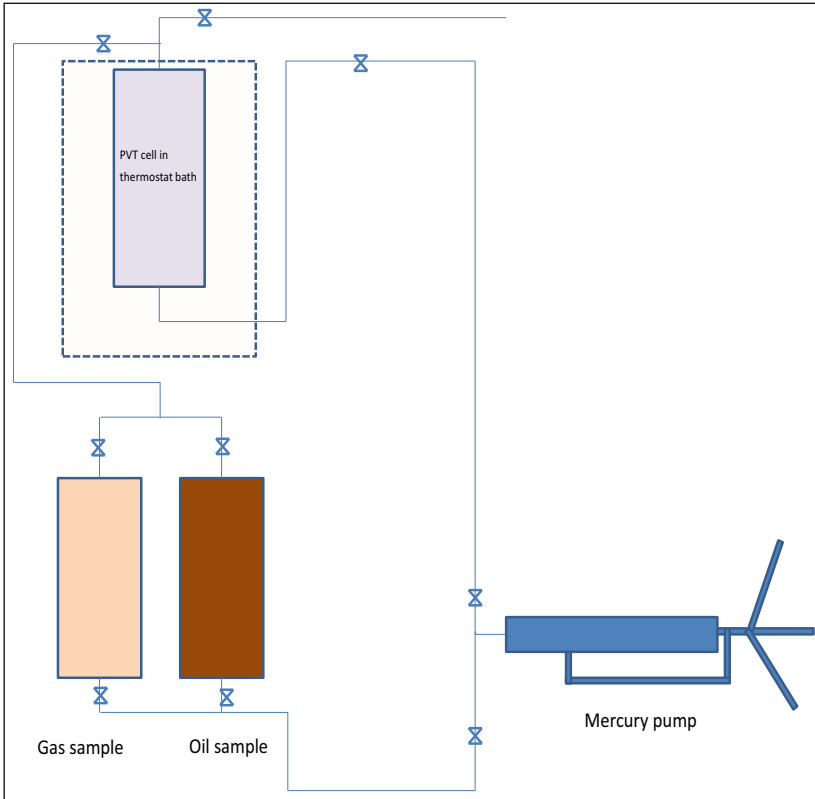 PVT cell in
thermostat bath
Gas sample
Oil sample
Mercury pump